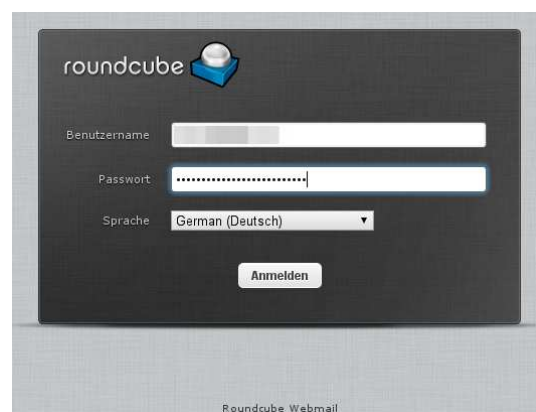 roundcube
Benutzername
Passwort
Sprache German (Deutsch)
Anmelden
Roundcube Webmail